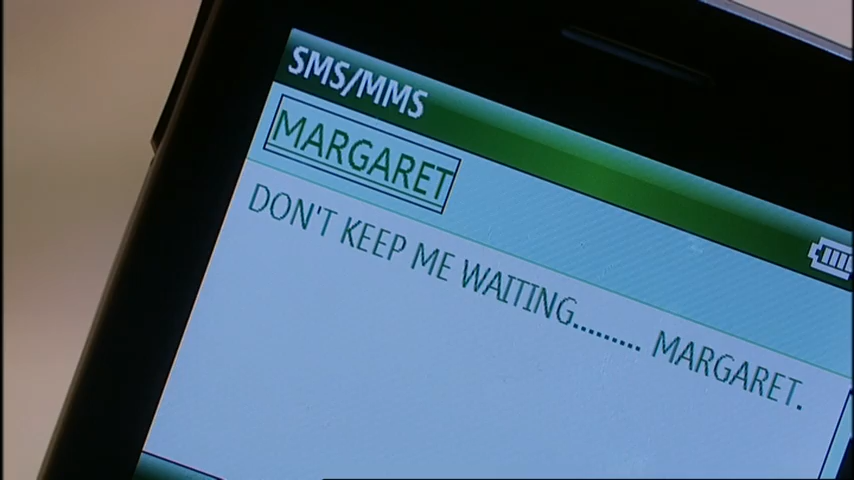 SMS/MMS
MARGARET
DON'T KEEP ME WAITING......... MARGARET.